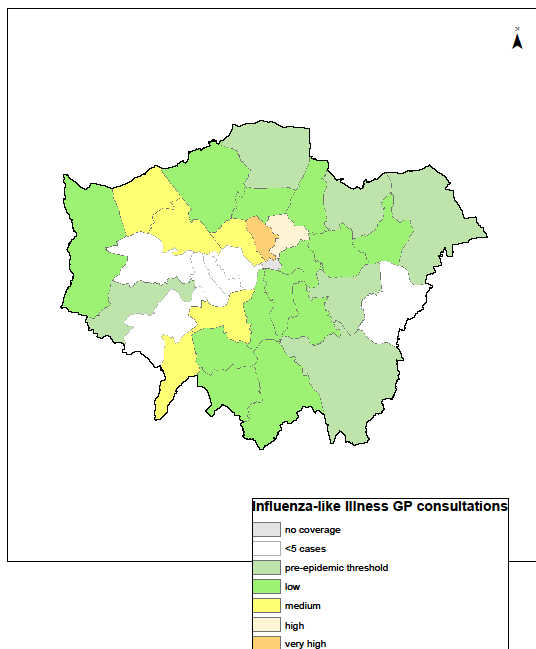 N
Influenza-like Illness GP consultations
no coverage
<5 cases
pre-epidemic threshold
low
medium
high
very high